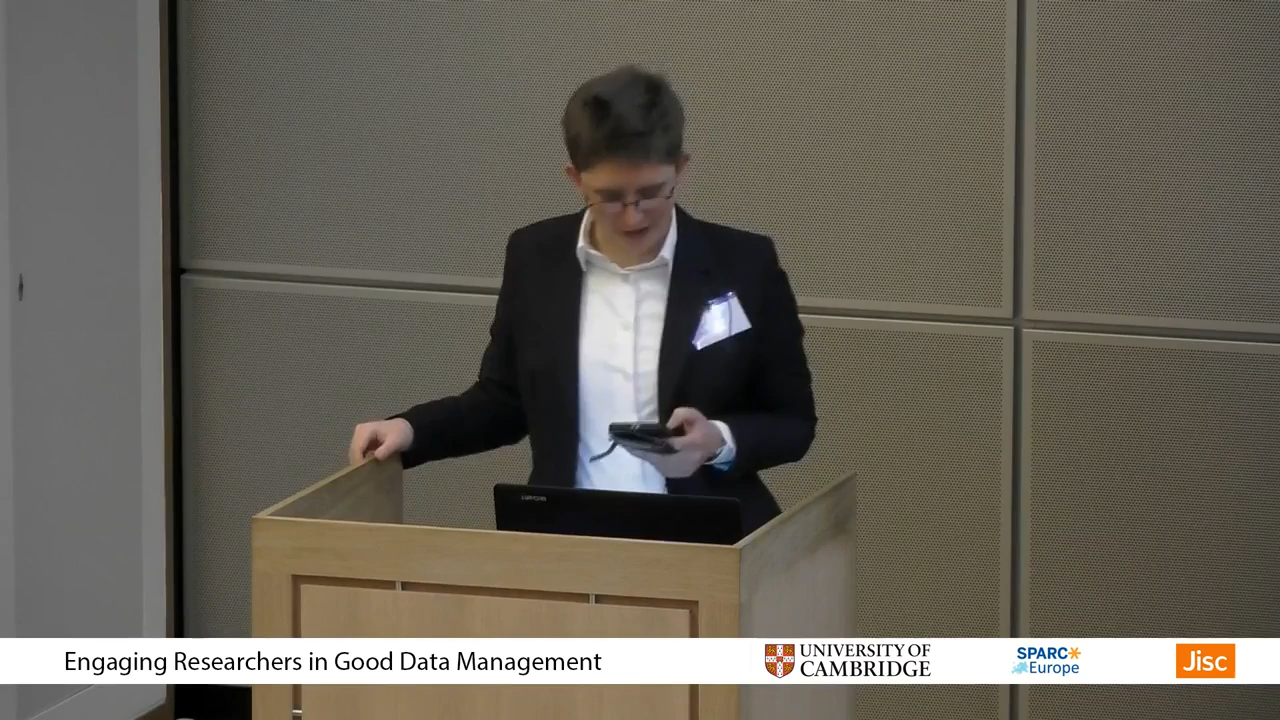 Engaging Researchers in Good Data Management
UNIVERSITY OF
CAMBRIDGE
SPARC
Europe
Jisc